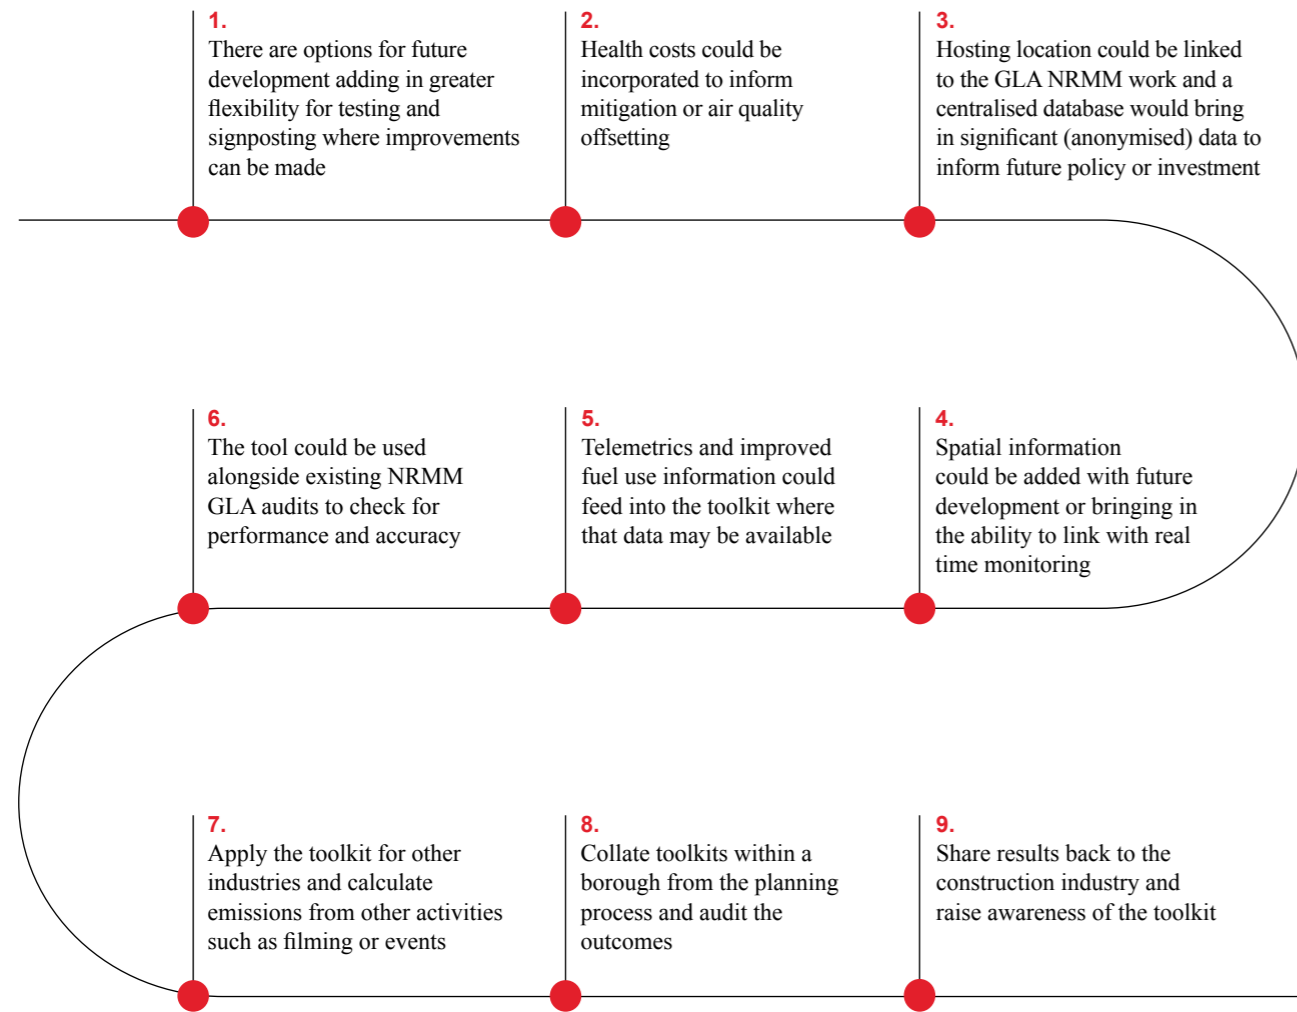 1.
There are options for future
development adding in greater
flexibility for testing and
signposting where improvements
can be made
2.
Health costs could be
incorporated to inform
mitigation or air quality
offsetting
3.
Hosting location could be linked
to the GLA NRMM work and a
centralised database would bring
in significant (anonymised) data to
inform future policy or investment
4.
Spatial information
could be added with future
development or bringing in
the ability to link with real
time monitoring
5.
Telemetrics and improved
fuel use information could
feed into the toolkit where
that data may be available
6.
The tool could be used
alongside existing NRMM
GLA audits to check for
performance and accuracy
7.
Apply the toolkit for other
industries and calculate
emissions from other activities
such as filming or events
8.
Collate toolkits within a
borough from the planning
process and audit the
outcomes
9.
Share results back to the
construction industry and
raise awareness of the toolkit